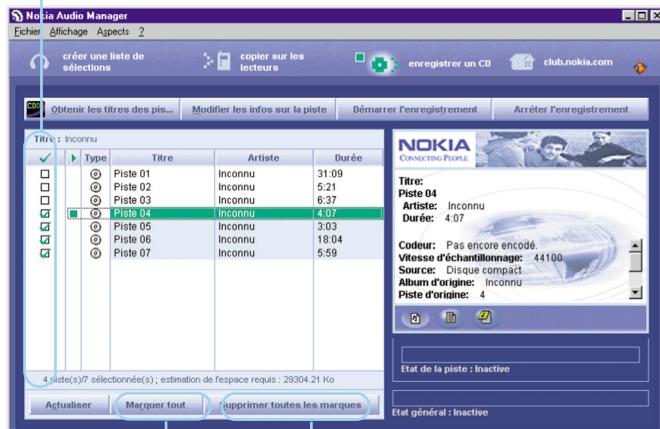 Nokia Audio Manager
Fichier Affichage Aspects ?
créer une liste de sélections
copier sur les lecteurs
enregistrer un CD
club.nokia.com
Obtenir les titres des pis...
Modifier les infos sur la piste
Démarrer l'enregistrement
Arrêter l'enregistrement
Titre : Inconnu
Type Titre Artiste Durée
Piste 01 Inconnu 31:09
Piste 02 Inconnu 5:21
Piste 03 Inconnu 6:37
Piste 04 Inconnu 4:07
Piste 05 Inconnu 3:03
Piste 06 Inconnu 18:04
Piste 07 Inconnu 5:59
4 piste(s)/7 sélectionnée(s) ; estimation de l'espace requis : 29304.21 Ko
Actualiser
Marquer tout
Supprimer toutes les marques
NOKIA
CONNECTING PEOPLE
Titre:
Piste 04
Artiste: Inconnu
Durée: 4:07
Codeur: Pas encore encodé.
Vitesse d'échantillonnage: 44100
Source: Disque compact
Album d'origine: Inconnu
Piste d'origine: 4
Etat de la piste : Inactive
Etat général : Inactive